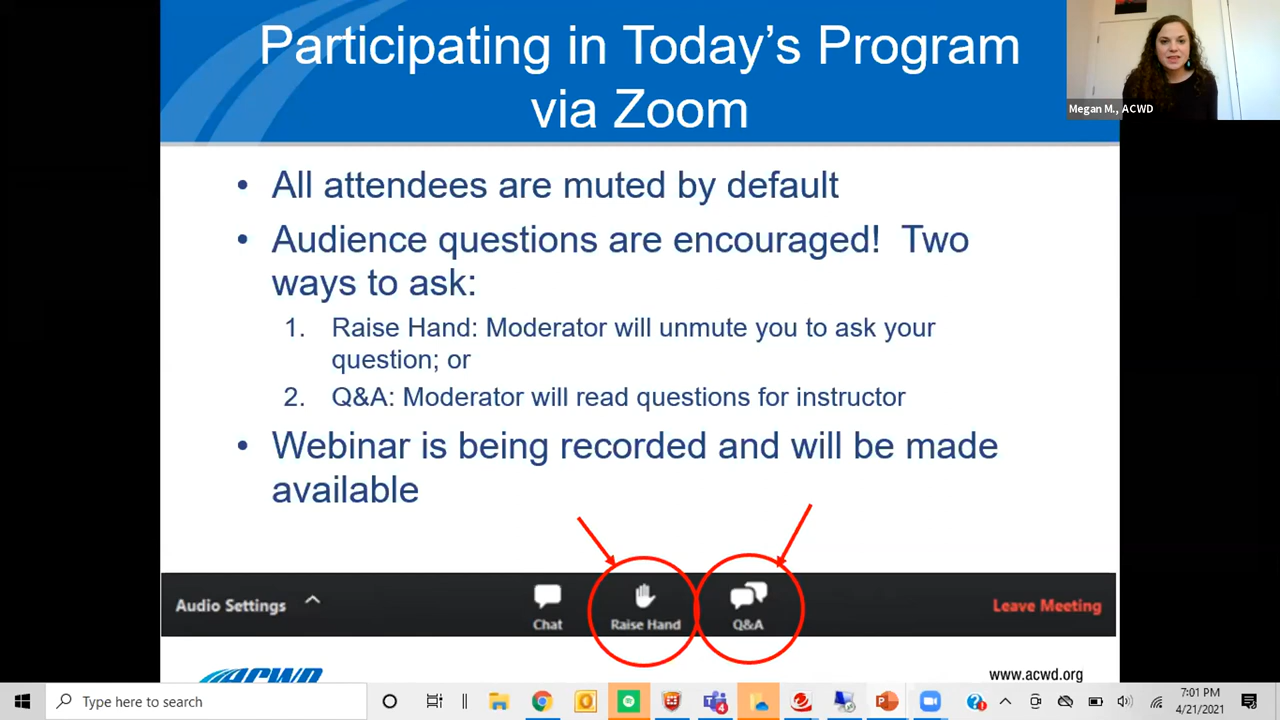 Participating in Today's Program
via Zoom
Megan M., ACWD
• All attendees are muted by default
• Audience questions are encouraged!  Two
ways to ask:
1. Raise Hand: Moderator will unmute you to ask your
question; or
2. Q&A: Moderator will read questions for instructor
• Webinar is being recorded and will be made
available
Audio Settings
Chat
Raise Hand
Q&A
Leave Meeting
ACWD
www.acwd.org
Type here to search
4
7:01 PM
4/21/2021